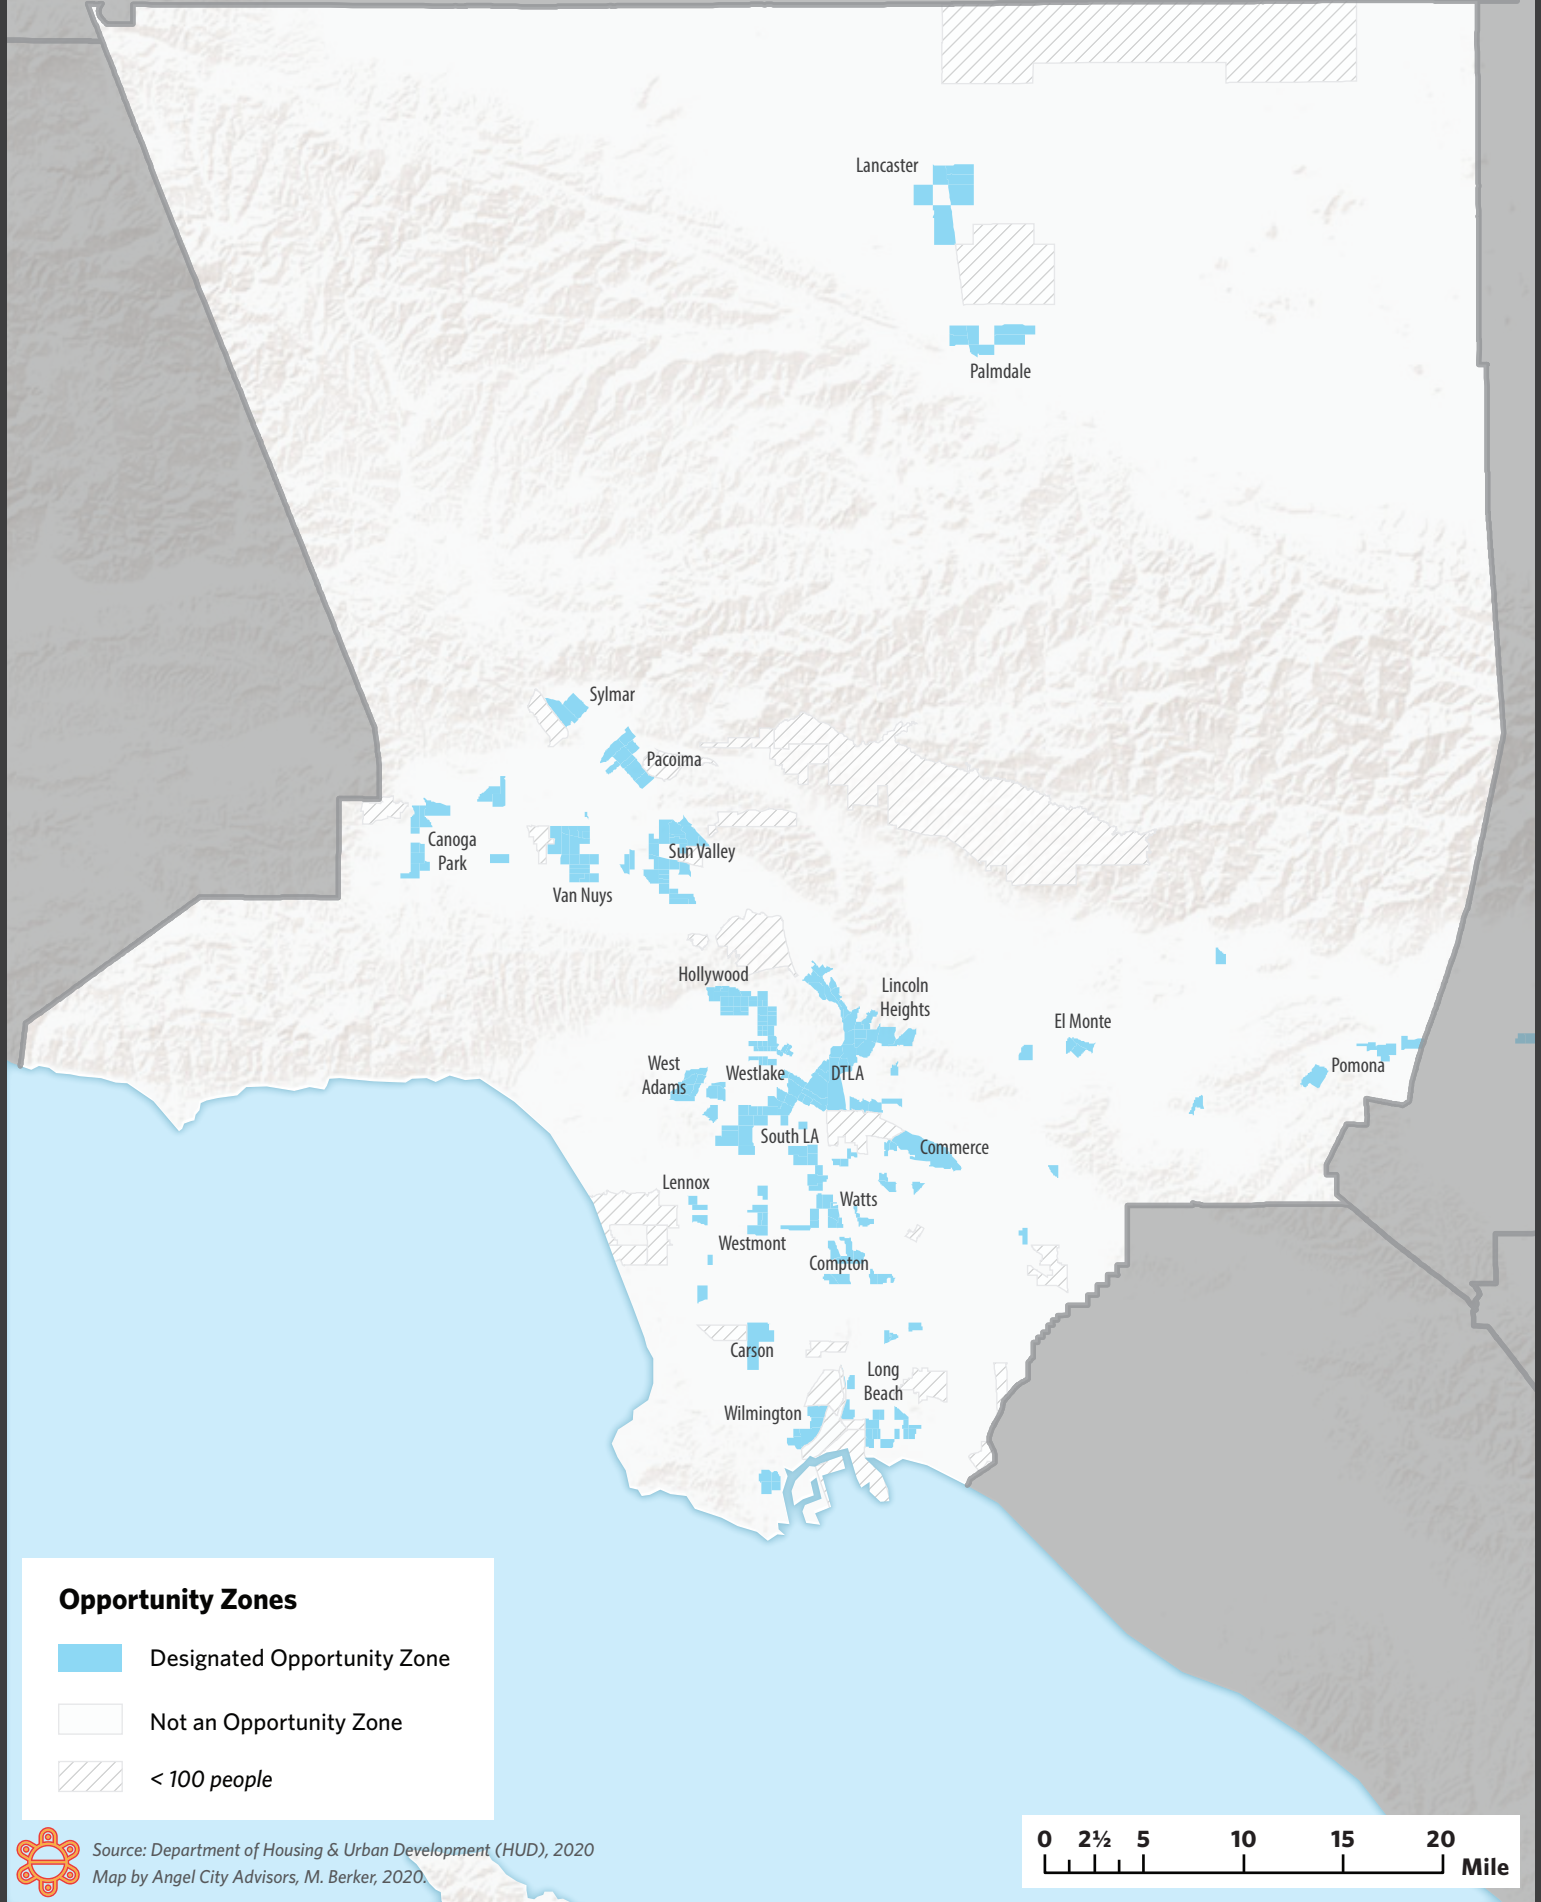 Lancaster
Palmdale
Sylmar
Pacoima
Canoga
Park
Sun Valley
Van Nuys
Hollywood
Lincoln
Heights
El Monte
West
Adams
Westlake
DTLA
Pomona
South LA
Commerce
Lennox
Watts
Westmont
Compton
Carson
Long
Beach
Wilmington
Opportunity Zones
Designated Opportunity Zone
Not an Opportunity Zone
< 100 people
Source: Department of Housing & Urban Development (HUD), 2020
Map by Angel City Advisors, M. Berker, 2020.
0 2½ 5 10 15 20
Mile